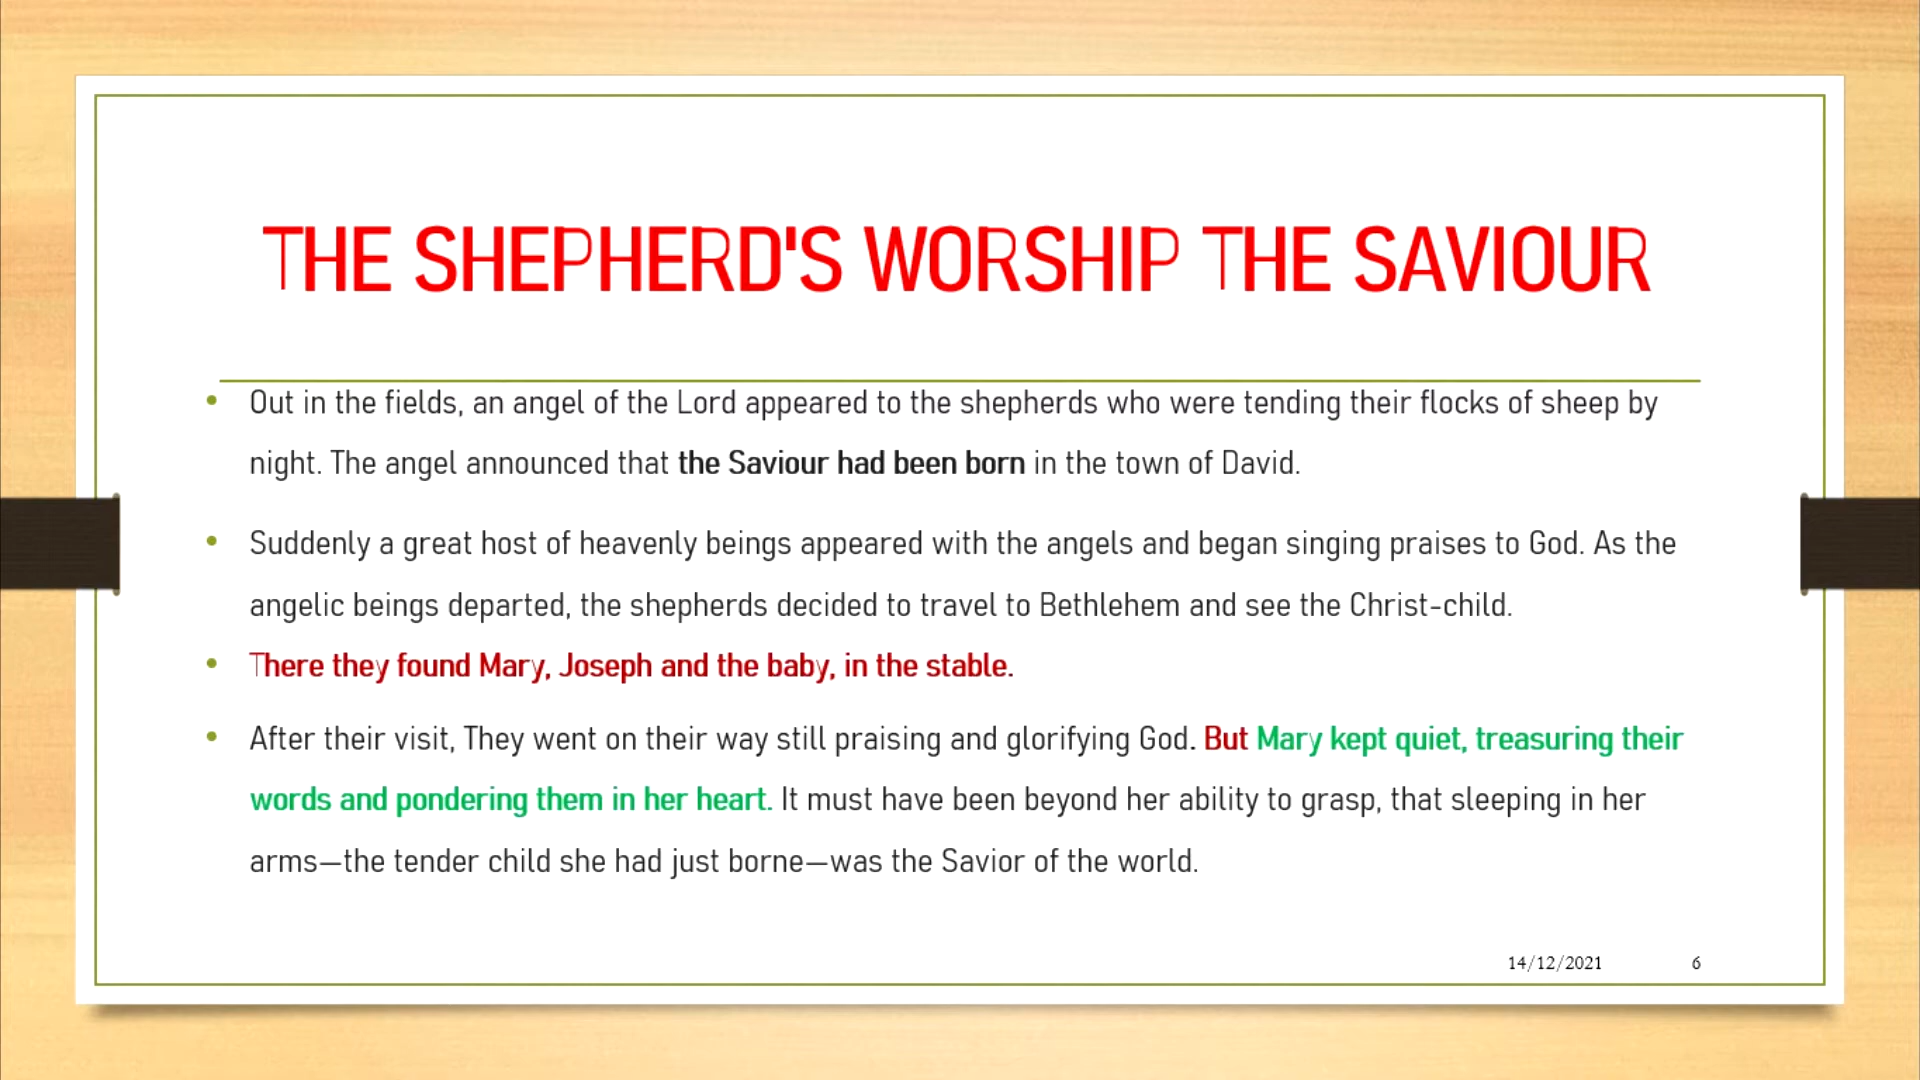 THE SHEPHERD'S WORSHIP THE SAVIOUR
• Out in the fields, an angel of the Lord appeared to the shepherds who were tending their flocks of sheep by
night. The angel announced that the Saviour had been born in the town of David.
• Suddenly a great host of heavenly beings appeared with the angels and began singing praises to God. As the
angelic beings departed, the shepherds decided to travel to Bethlehem and see the Christ-child.
• There they found Mary, Joseph and the baby, in the stable.
• After their visit, They went on their way still praising and glorifying God. But Mary kept quiet, treasuring their
words and pondering them in her heart. It must have been beyond her ability to grasp, that sleeping in her
arms—the tender child she had just borne—was the Savior of the world.
14/12/2021 6